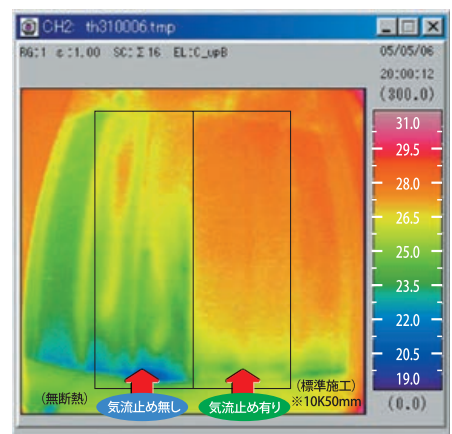 CH2: th310006.tmp
RG:1 ε:1.00 SC:Σ16 EL:C_upB
05/05/06
20:00:12
(300.0)
31.0
29.5
28.0
26.5
25.0
23.5
22.0
20.5
19.0
(0.0)
(無断熱)
気流止め無し
気流止め有り
(標準施工)
※10K50mm